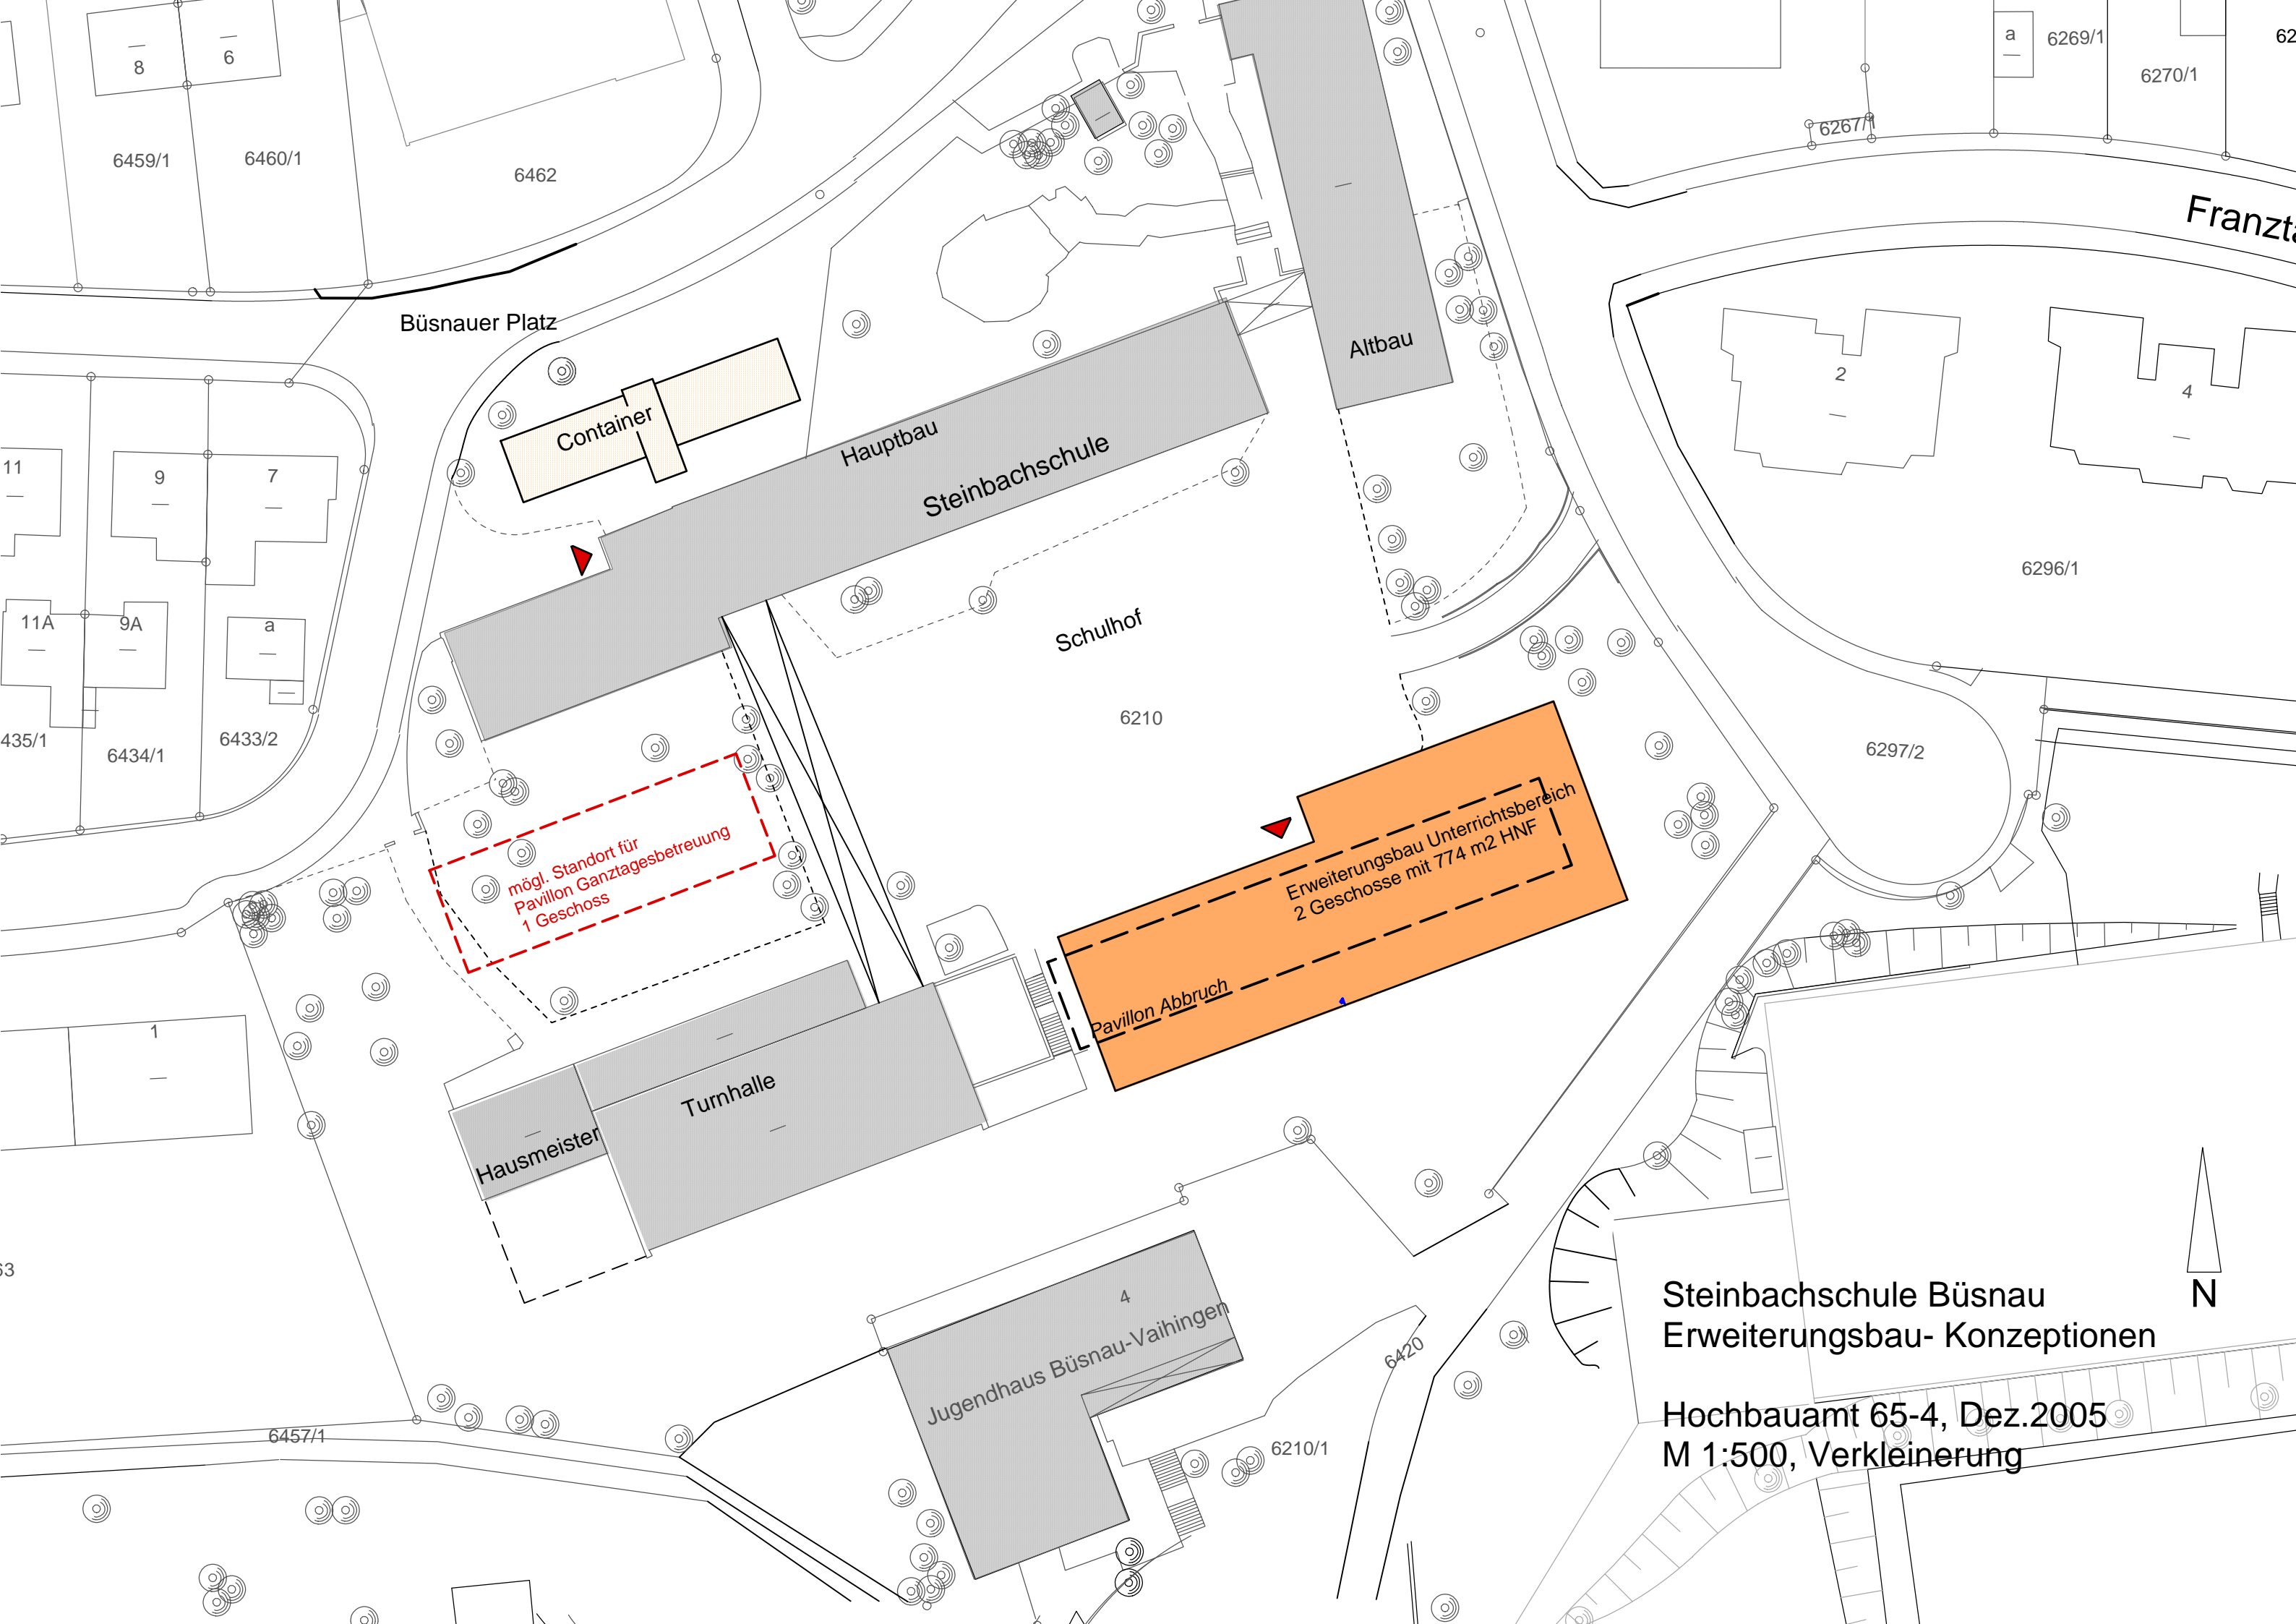 8
6
6459/1
6460/1
6462
a
6269/1
6270/1
62
6267/1
Büsnauer Platz
Container
Hauptbau
Steinbachschule
Altbau
2
4
11
9
7
11A
9A
a
435/1
6434/1
6433/2
Schulhof
6210
6296/1
6297/2
mögl. Standort für
Pavillon Ganztagesbetreuung
1 Geschoss
Erweiterungsbau Unterrichtsbereich
2 Geschosse mit 774 m2 HNF
Pavillon Abbruch
1
Turnhalle
Hausmeister
63
4
Jugendhaus Büsnau-Vaihingen
6420
6210/1
6457/1
N
Steinbachschule Büsnau
Erweiterungsbau- Konzeptionen
Hochbauamt 65-4, Dez.2005
M 1:500, Verkleinerung